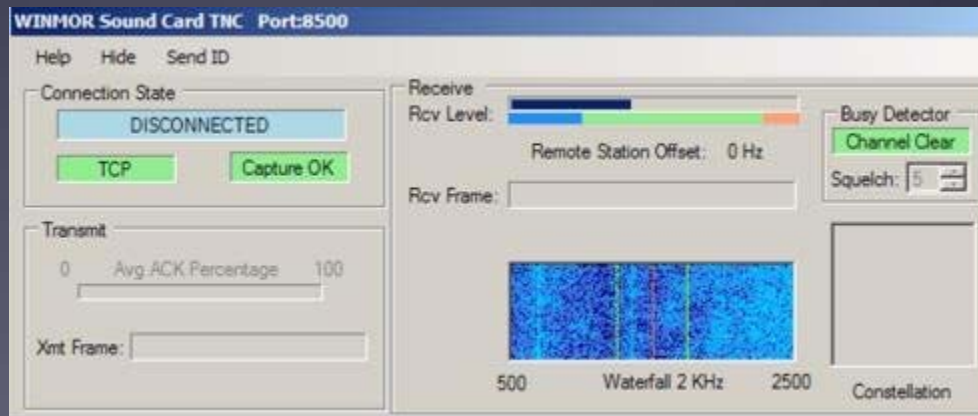 WINMOR Sound Card TNC Port:8500
Help Hide Send ID
Connection State
DISCONNECTED
TCP Capture OK
Transmit
0 Avg ACK Percentage 100
Xmt Frame:
Receive
Rcv Level:
Remote Station Offset: 0 Hz
Rcv Frame:
500 Waterfall 2 KHz 2500
Busy Detector
Channel Clear
Squelch: 5
Constellation